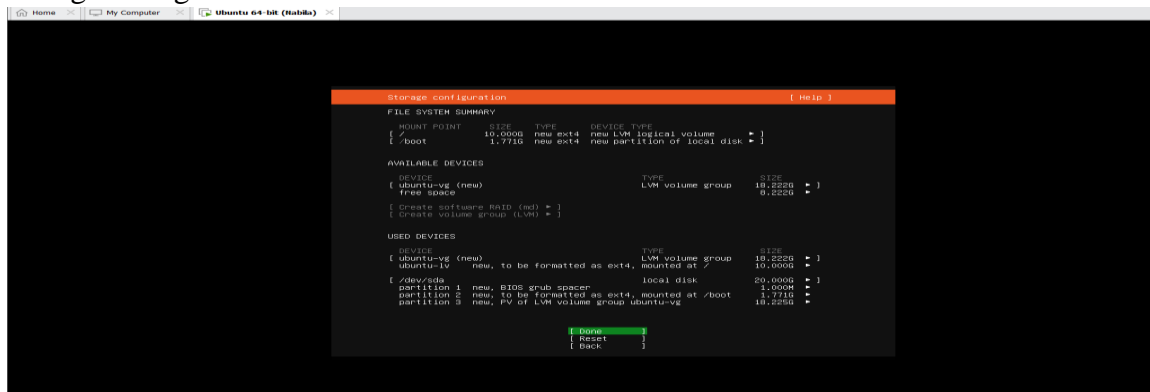 Home × My Computer × Ubuntu 64-bit (Nabila) ×
Storage configuration [ Help ]
FILE SYSTEM SUMMARY
MOUNT POINT SIZE TYPE DEVICE TYPE
[ / 10.000G new ext4 new LVM logical volume ► ]
[ /boot 1.771G new ext4 new partition of local disk ► ]
AVAILABLE DEVICES
DEVICE TYPE SIZE
[ ubuntu-vg (new) LVM volume group 18.222G ► ]
free space 8.222G ►
[ Create software RAID (md) ► ]
[ Create volume group (LVM) ► ]
USED DEVICES
DEVICE TYPE SIZE
[ ubuntu-vg (new) LVM volume group 18.222G ► ]
ubuntu-lv new, to be formatted as ext4, mounted at / 10.000G ►
[ /dev/sda local disk 20.000G ► ]
partition 1 new, BIOS grub spacer 1.000M ►
partition 2 new, to be formatted as ext4, mounted at /boot 1.771G ►
partition 3 new, PV of LVM volume group ubuntu-vg 18.225G ►
[ Done ]
[ Reset ]
[ Back ]